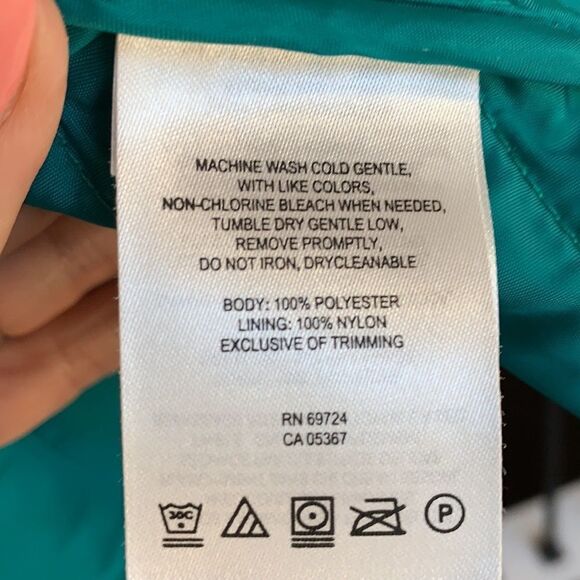 MACHINE WASH COLD GENTLE,
WITH LIKE COLORS,
NON-CHLORINE BLEACH WHEN NEEDED,
TUMBLE DRY GENTLE LOW,
REMOVE PROMPTLY,
DO NOT IRON, DRYCLEANABLE
BODY: 100% POLYESTER
LINING: 100% NYLON
EXCLUSIVE OF TRIMMING
RN 69724
CA 05367
30C P